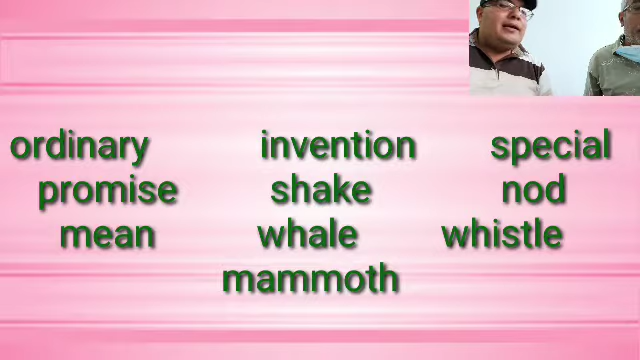 ordinary invention special
promise shake nod
mean whale whistle
mammoth